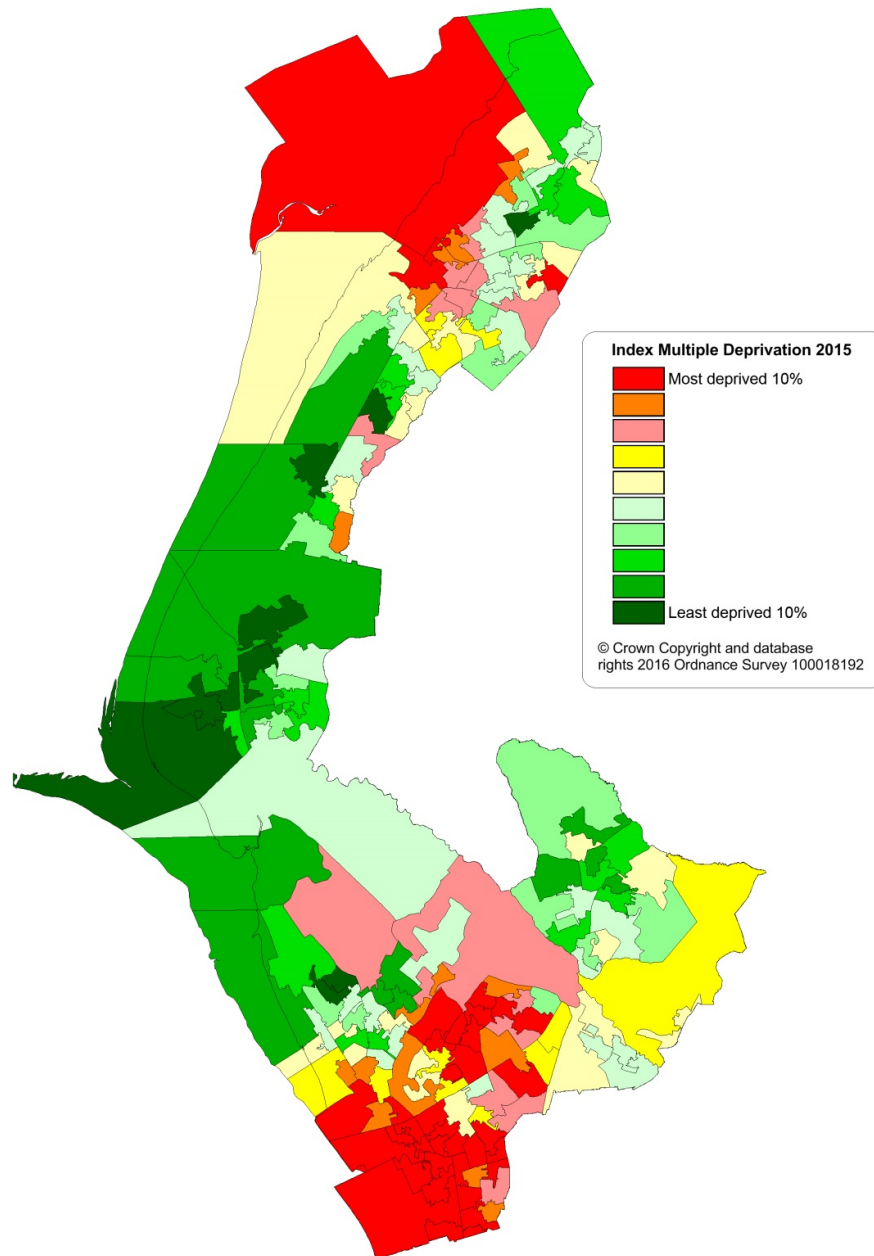 Index Multiple Deprivation 2015
Most deprived 10%
Least deprived 10%
© Crown Copyright and database
rights 2016 Ordnance Survey 100018192